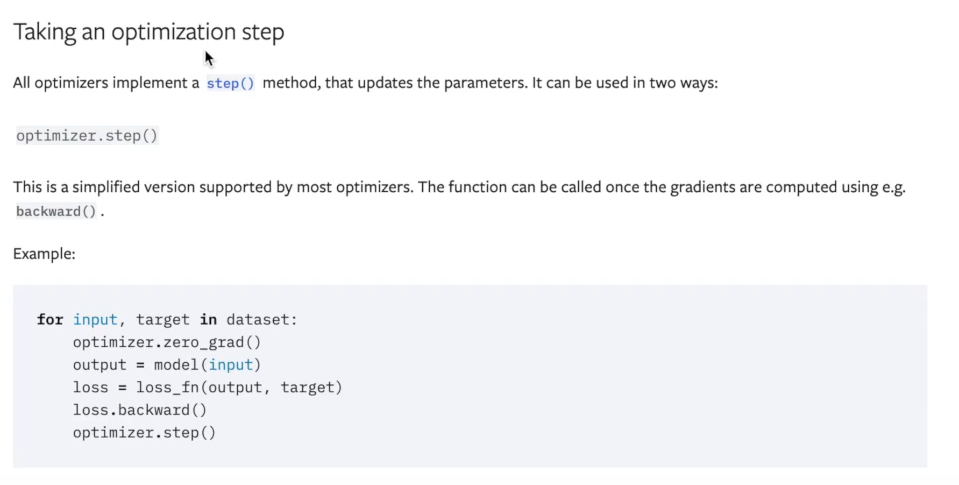 Taking an optimization step
All optimizers implement a step() method, that updates the parameters. It can be used in two ways:
optimizer.step()
This is a simplified version supported by most optimizers. The function can be called once the gradients are computed using e.g.
backward().
Example:
for input, target in dataset:
    optimizer.zero_grad()
    output = model(input)
    loss = loss_fn(output, target)
    loss.backward()
    optimizer.step()